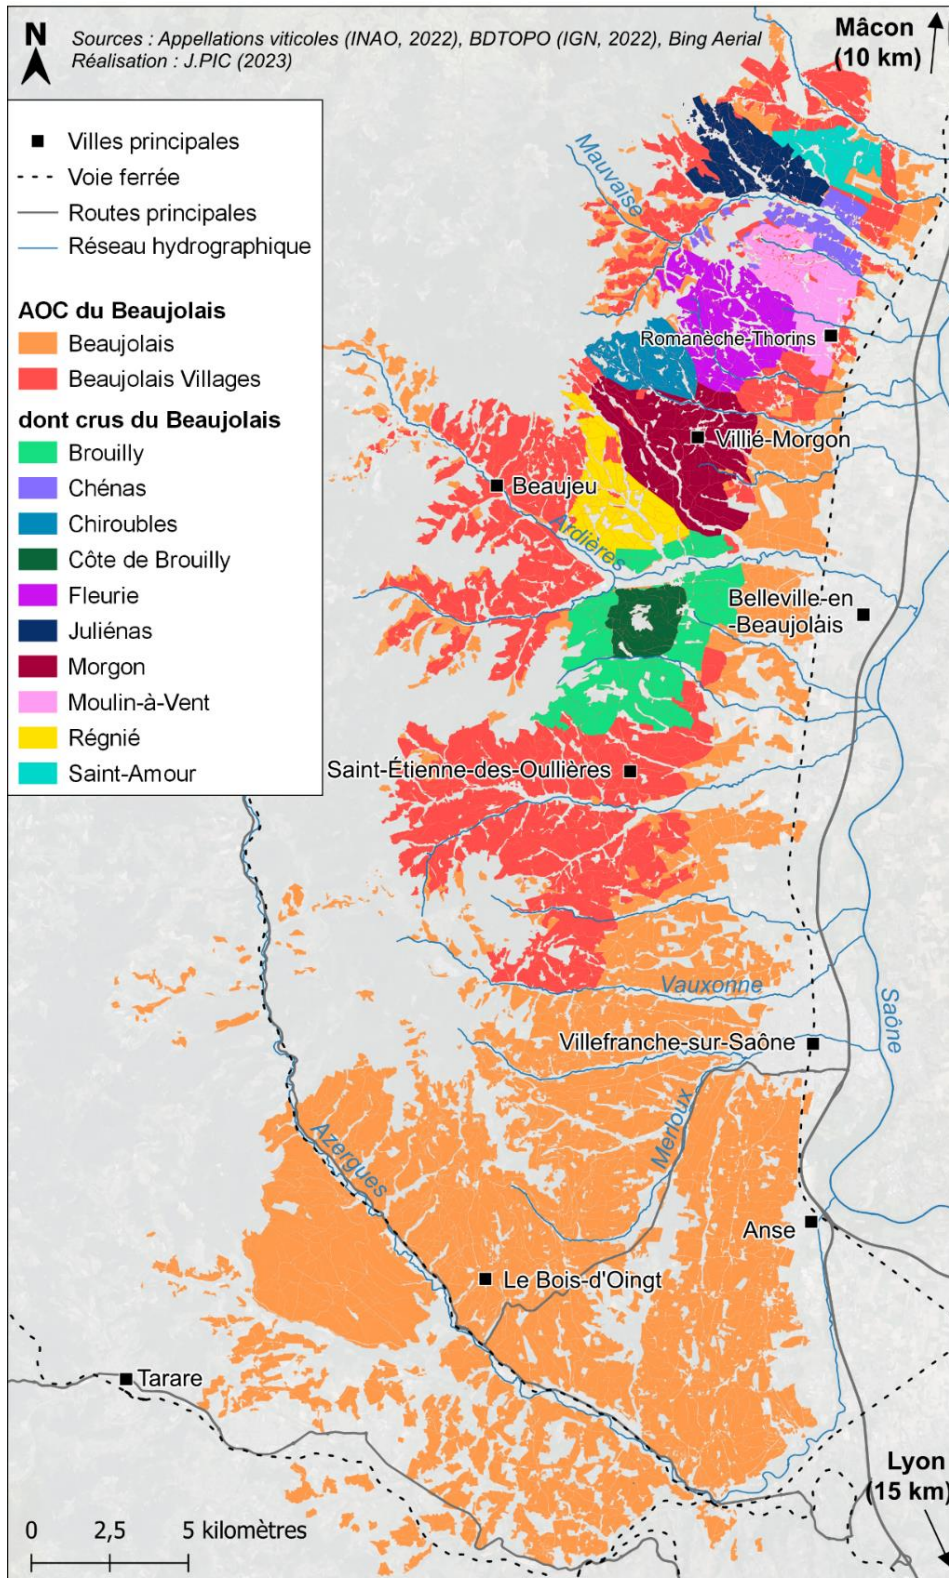 N
Sources : Appellations viticoles (INAO, 2022), BDTOPO (IGN, 2022), Bing Aerial
Réalisation : J.PIC (2023)
Mâcon
(10 km)
Villes principales
Voie ferrée
Routes principales
Réseau hydrographique
AOC du Beaujolais
Beaujolais
Beaujolais Villages
dont crus du Beaujolais
Brouilly
Chénas
Chiroubles
Côte de Brouilly
Fleurie
Juliénas
Morgon
Moulin-à-Vent
Régnié
Saint-Amour
Mauvaise
Romanèche-Thorins
Villié-Morgon
Beaujeu
Ardières
Belleville-en
-Beaujolais
Saint-Étienne-des-Oullières
Vauxonne
Saône
Villefranche-sur-Saône
Merloux
Azergues
Anse
Le Bois-d'Oingt
Tarare
Lyon
(15 km)
0 2,5 5 kilomètres